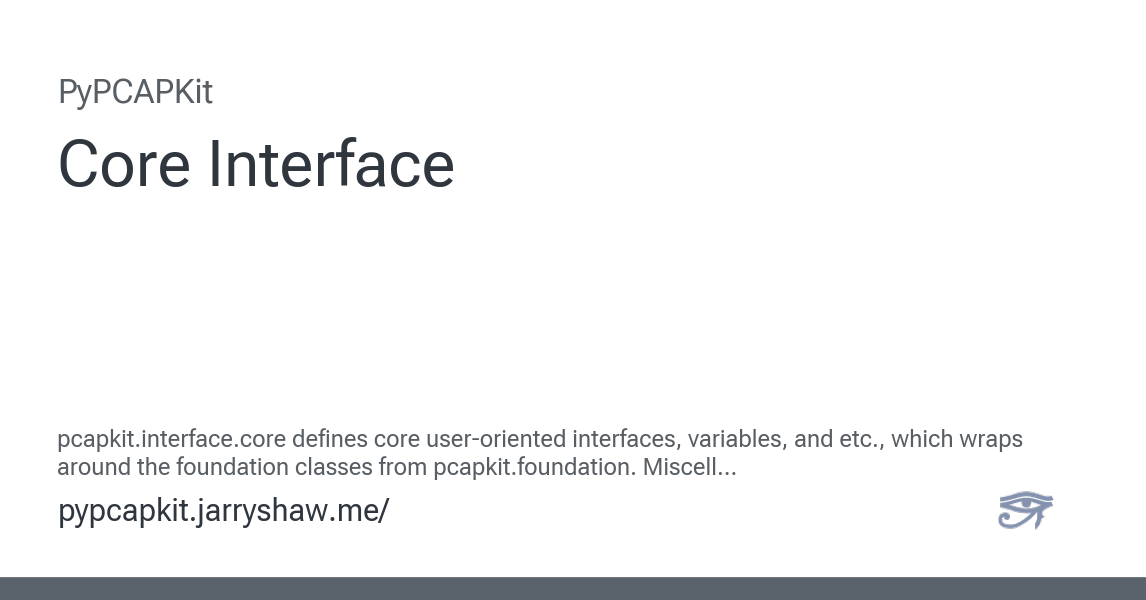 PyPCAPKit
Core Interface
pcapkit.interface.core defines core user-oriented interfaces, variables, and etc., which wraps
around the foundation classes from pcapkit.foundation. Miscell...
pypcapkit.jarryshaw.me/